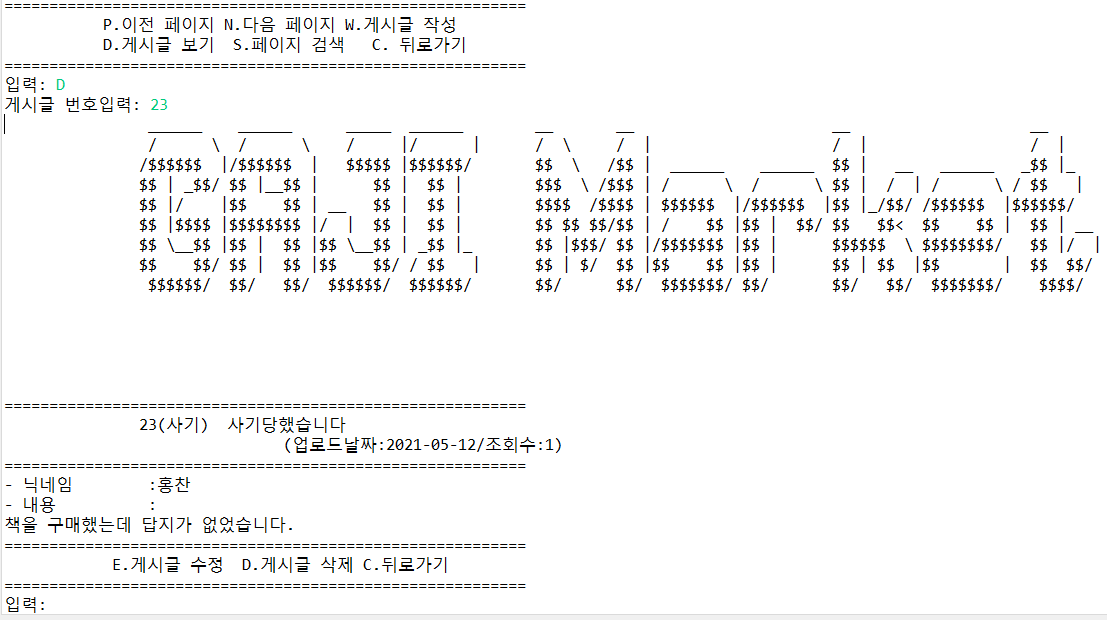 P.이전 페이지 N.다음 페이지 W.게시글 작성
D.게시글 보기 S.페이지 검색 C. 뒤로가기
입력: D
게시글 번호입력: 23
GAJI Market
23(사기) 사기당했습니다
(업로드날짜:2021-05-12/조회수:1)
- 닉네임 :홍찬
- 내용 :
책을 구매했는데 답지가 없었습니다.
E.게시글 수정 D.게시글 삭제 C.뒤로가기
입력: